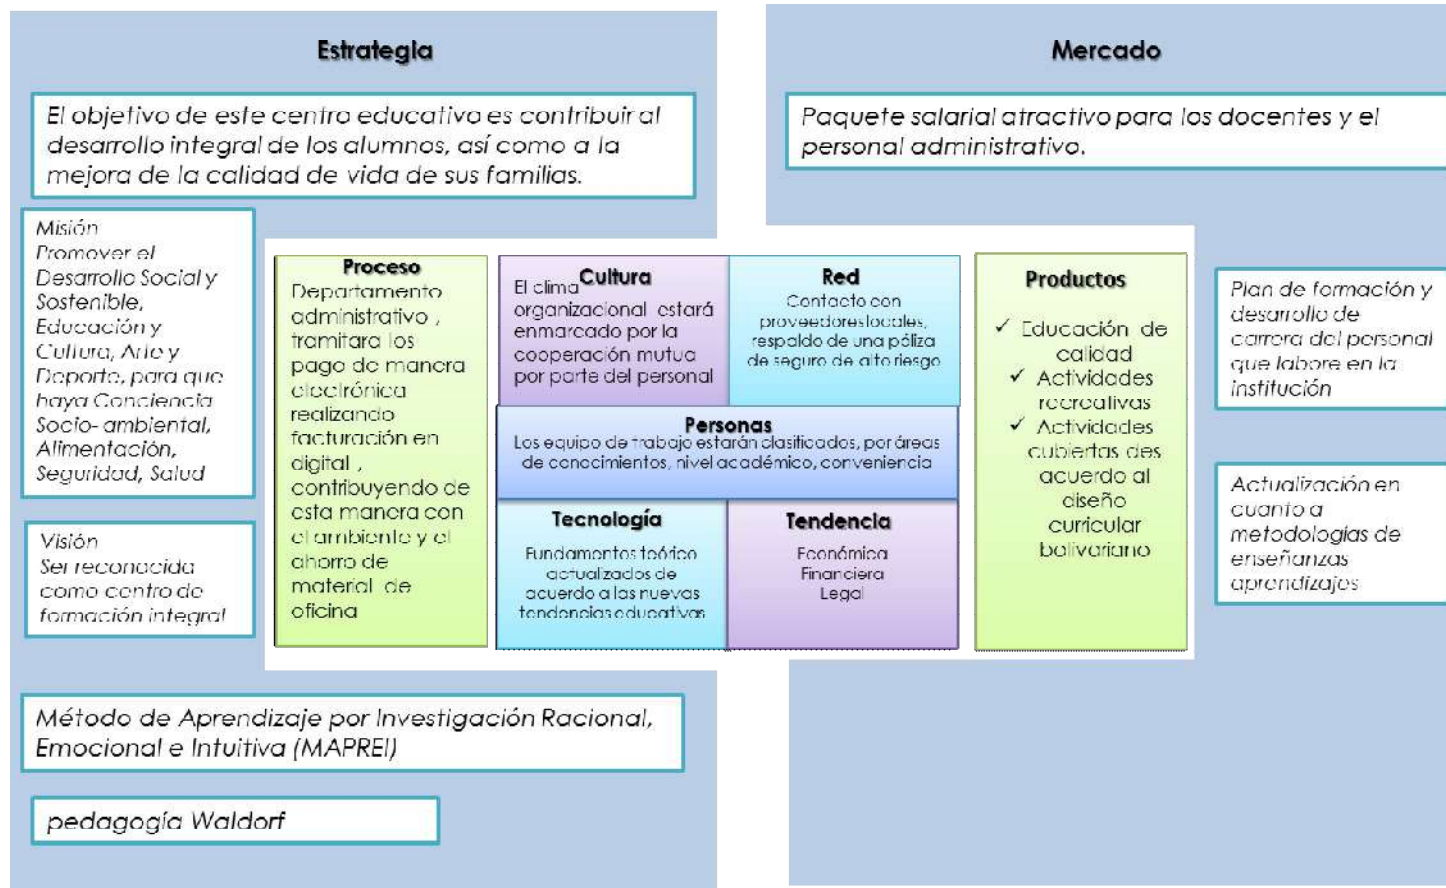 Estrategia
El objetivo de este centro educativo es contribuir al
desarrollo integral de los alumnos, así como a la
mejora de la calidad de vida de sus familias.
Misión
Promover el
Desarrollo Social y
Sostenible,
Educación y
Cultura, Arte y
Deporte, para que
haya Conciencia
Socio- ambiental,
Alimentación,
Seguridad, Salud
Visión
Ser reconocida
como centro de
formación integral
Proceso
Departamento
administrativo ,
tramitara los
pago de manera
electrónica
realizando
facturación en
digital ,
contribuyendo de
esta manera con
el ambiente y el
ahorro de
material de
oficina
Cultura
El clima
organizacional estará
enmarcado por la
cooperación mutua
por parte del personal
Red
Contacto con
proveedores locales,
respaldo de una póliza
de seguro de alto riesgo
Personas
Los equipo de trabajo estarán clasificados, por áreas
de conocimientos, nivel académico, conveniencia
Tecnología
Fundamentos teórico
actualizados de
acuerdo a las nuevas
tendencias educativas
Tendencia
Económica
Financiera
Legal
Productos
✓ Educación de
calidad
✓ Actividades
recreativas
✓ Actividades
cubiertas des
acuerdo al
diseño
curricular
bolivariano
Mercado
Paquete salarial atractivo para los docentes y el
personal administrativo.
Plan de formación y
desarrollo de
carrera del personal
que labore en la
institución
Actualización en
cuanto a
metodologías de
enseñanzas
aprendizajes
Método de Aprendizaje por Investigación Racional,
Emocional e Intuitiva (MAPREI)
pedagogía Waldorf